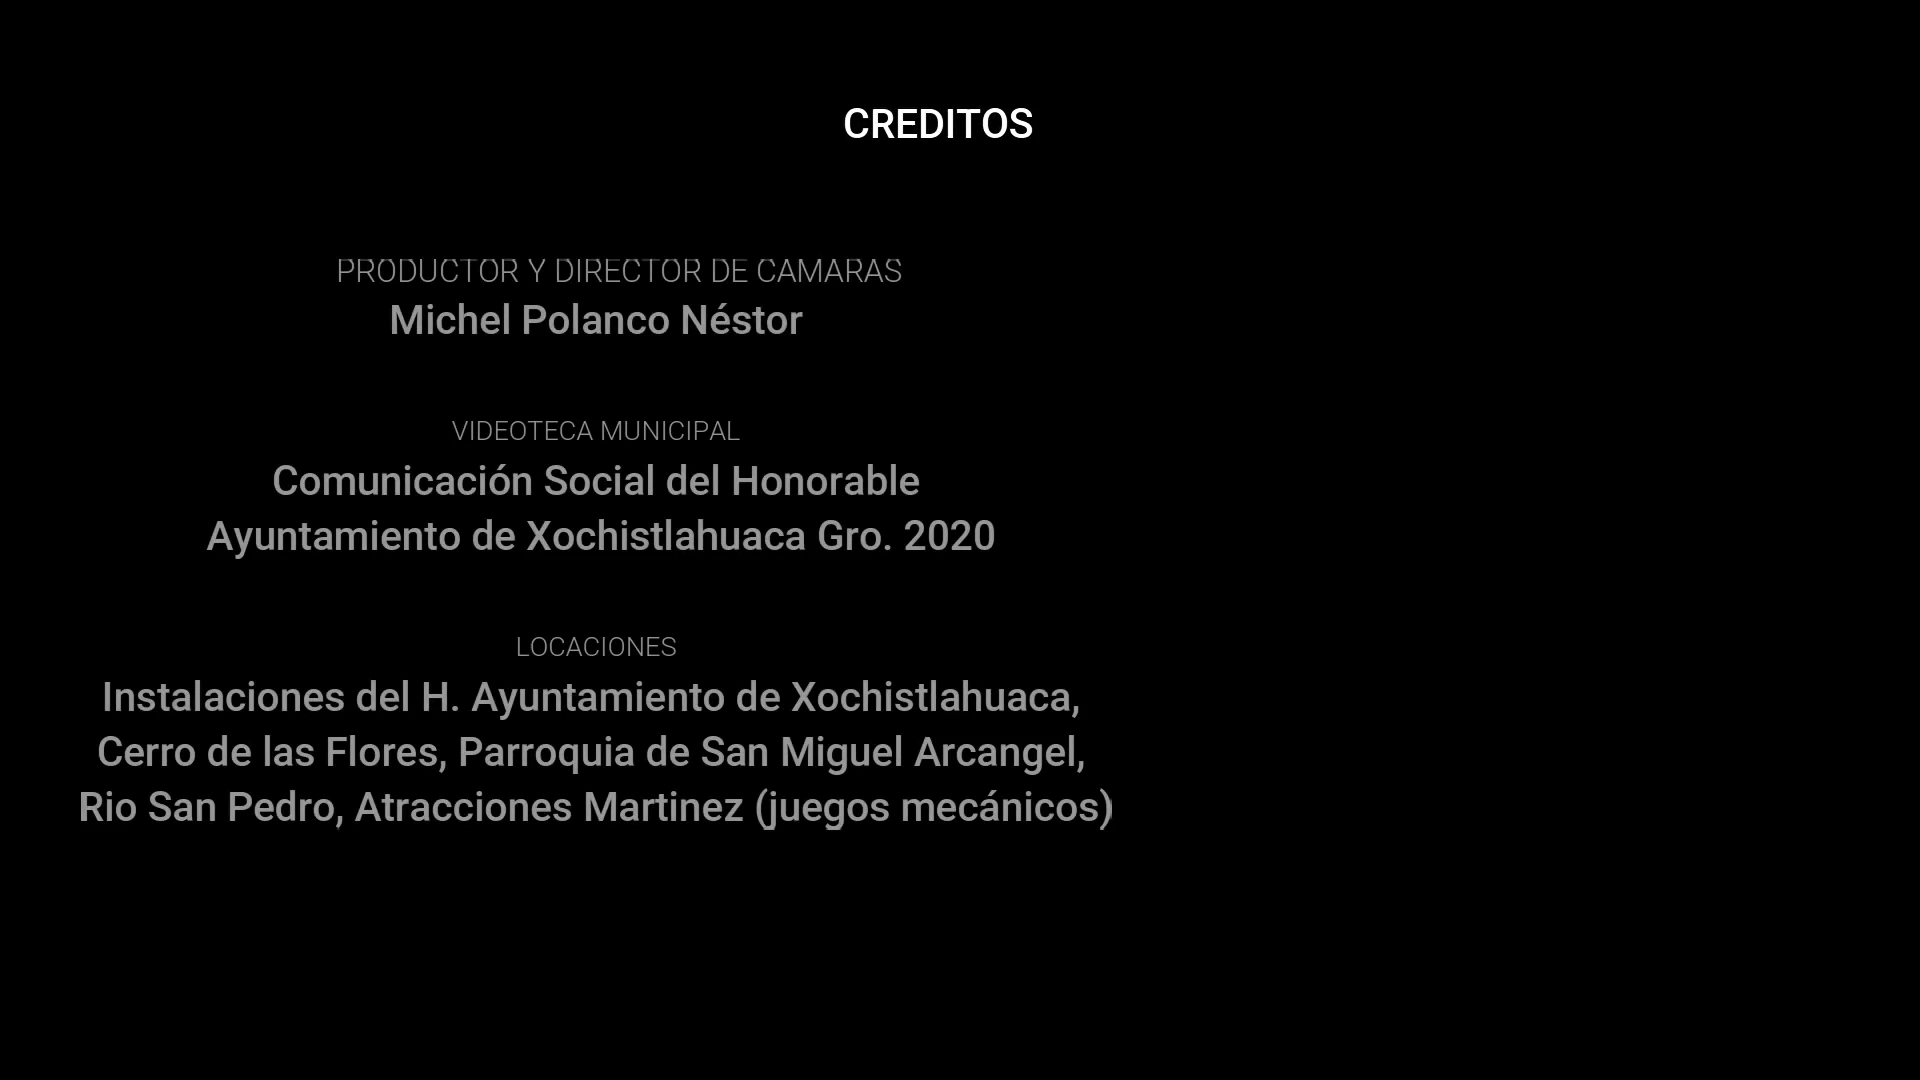 CREDITOS
PRODUCTOR Y DIRECTOR DE CAMARAS
Michel Polanco Néstor
VIDEOTECA MUNICIPAL
Comunicación Social del Honorable
Ayuntamiento de Xochistlahuaca Gro. 2020
LOCACIONES
Instalaciones del H. Ayuntamiento de Xochistlahuaca,
Cerro de las Flores, Parroquia de San Miguel Arcangel,
Rio San Pedro, Atracciones Martinez (juegos mecánicos)